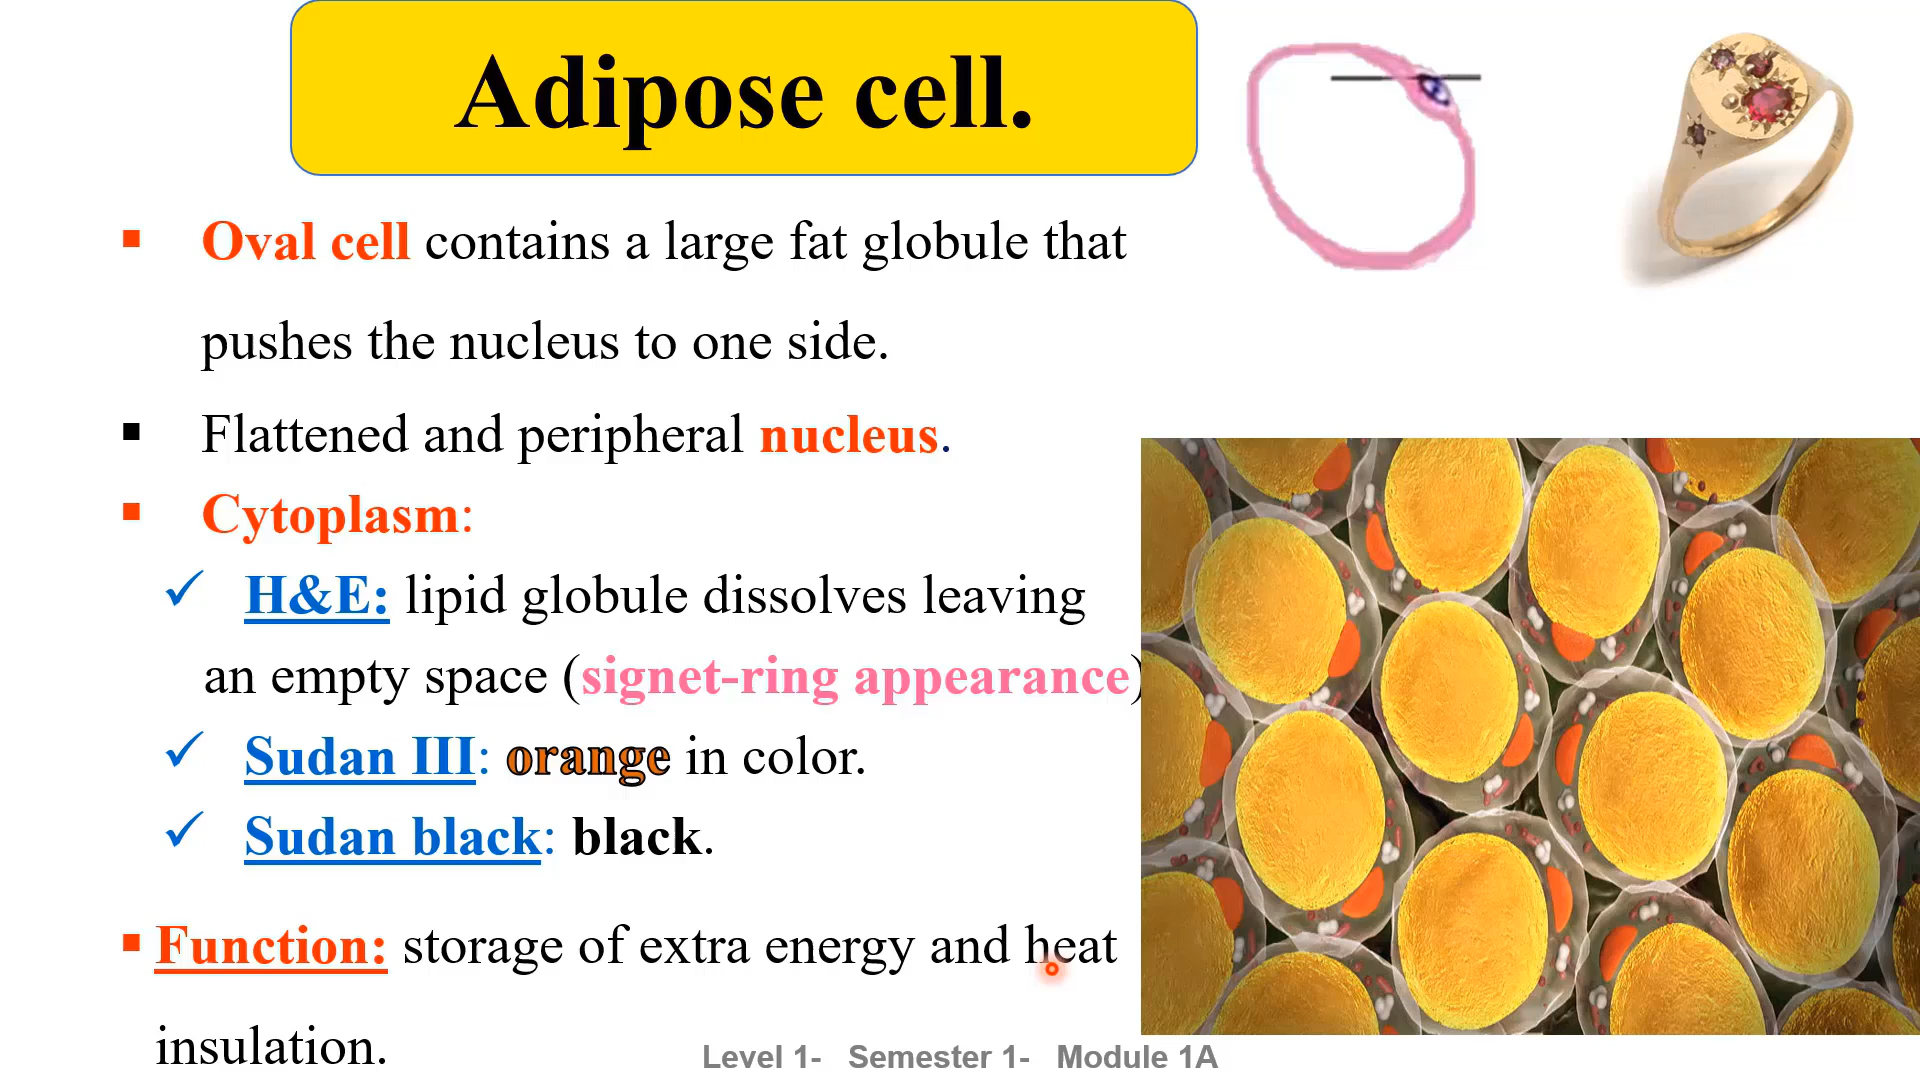 Adipose cell.
▪ Oval cell contains a large fat globule that
pushes the nucleus to one side.
▪ Flattened and peripheral nucleus.
▪ Cytoplasm:
✓ H&E: lipid globule dissolves leaving
an empty space (signet-ring appearance)
✓ Sudan III: orange in color.
✓ Sudan black: black.
▪ Function: storage of extra energy and heat
insulation.
Level 1- Semester 1- Module 1A